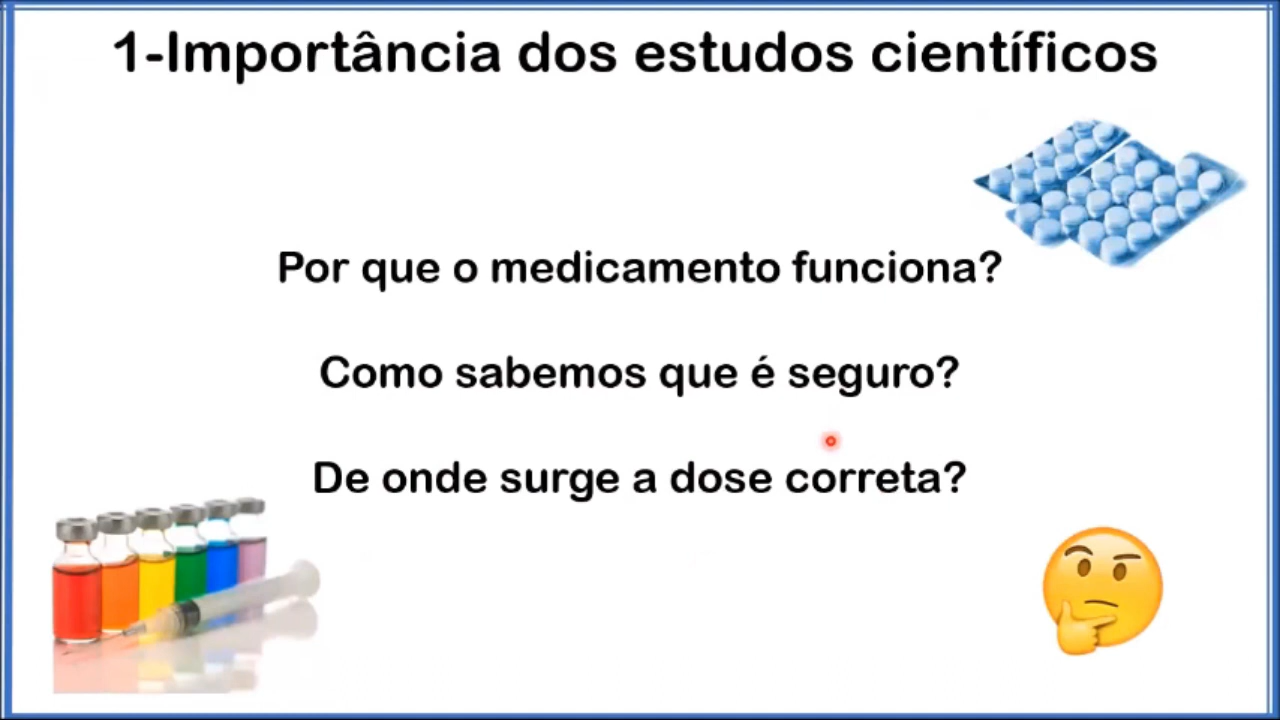 1-Importância dos estudos científicos
Por que o medicamento funciona?
Como sabemos que é seguro?
De onde surge a dose correta?